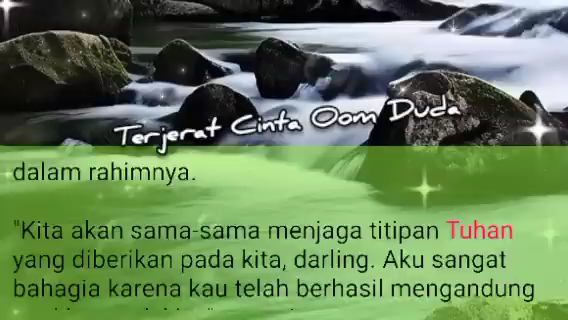 Terjerat Cinta Oom Duda
dalam rahimnya.
"Kita akan sama-sama menjaga titipan Tuhan
yang diberikan pada kita, darling. Aku sangat
bahagia karena kau telah berhasil mengandung